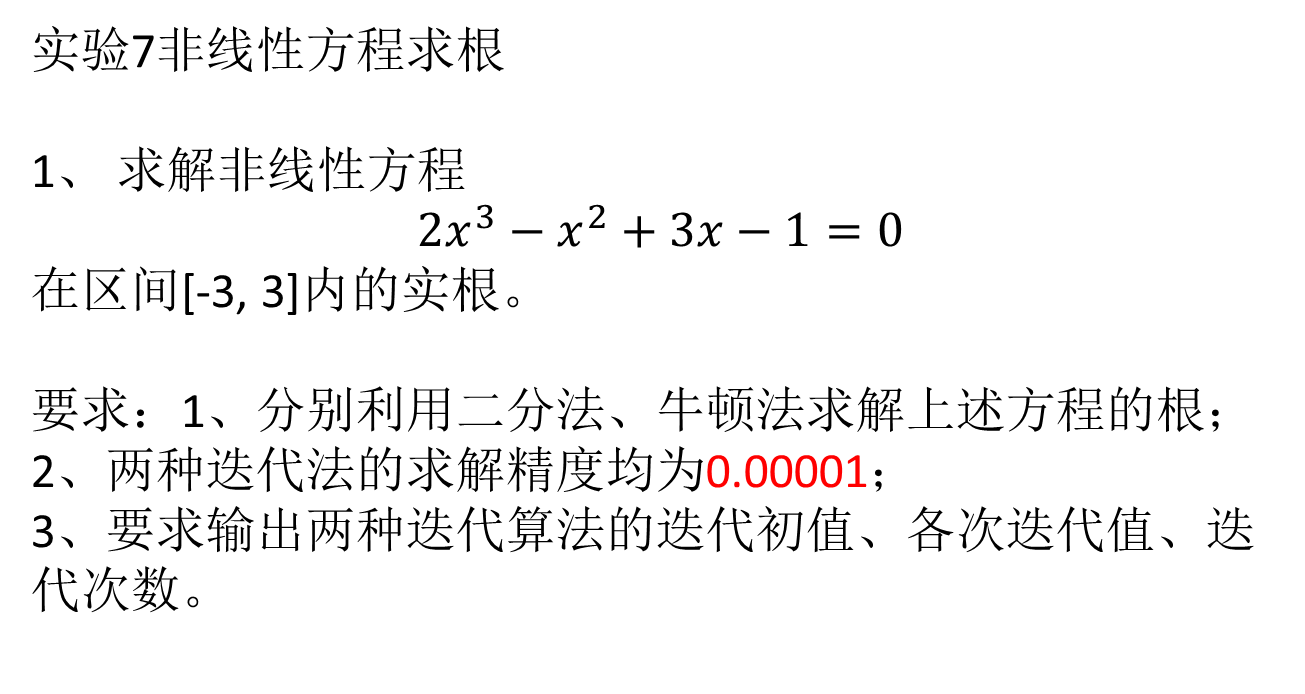 实验7非线性方程求根
1、 求解非线性方程
2x³ − x² + 3x − 1 = 0
在区间[-3, 3]内的实根。
要求：1、分别利用二分法、牛顿法求解上述方程的根；
2、两种迭代法的求解精度均为0.00001；
3、要求输出两种迭代算法的迭代初值、各次迭代值、迭
代次数。